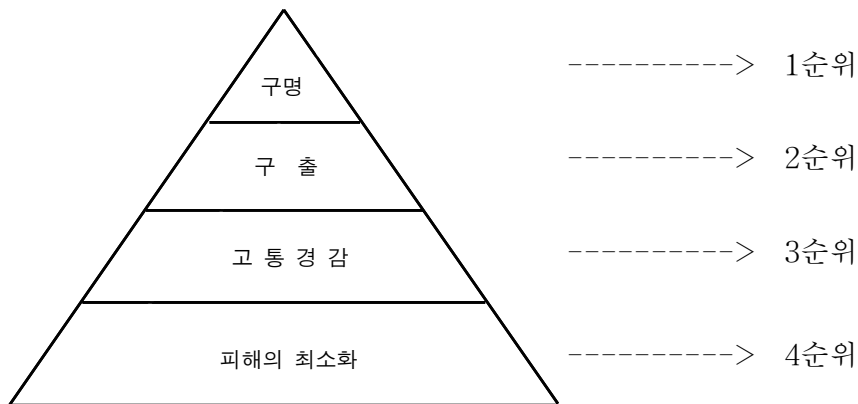 구명 ----------> 1순위
구 출 ----------> 2순위
고 통 경 감 ----------> 3순위
피해의 최소화 ----------> 4순위